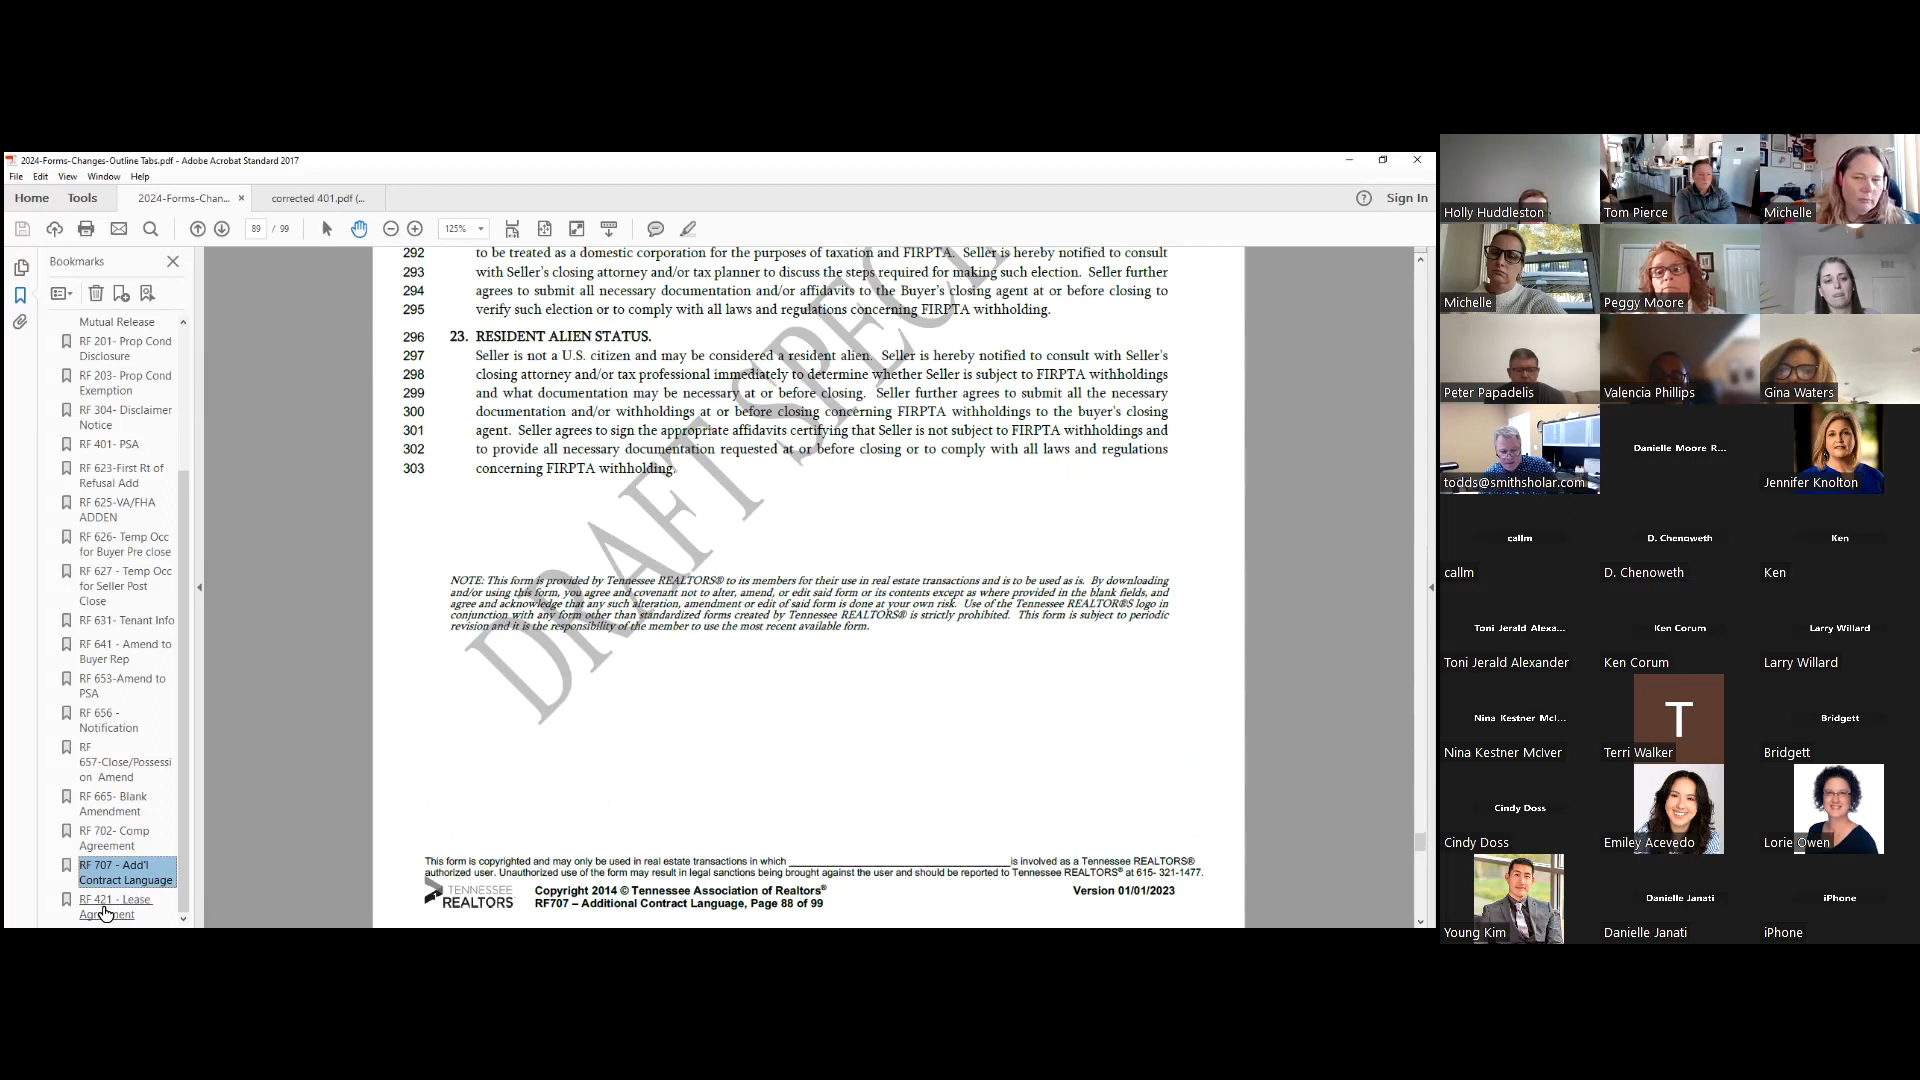 2024-Forms-Changes-Outline Tabs.pdf - Adobe Acrobat Standard 2017
File Edit View Window Help
Home Tools 2024-Forms-Chan... × corrected 401.pdf (... Sign In
89 / 99 125%
Bookmarks
Mutual Release
RF 201- Prop Cond
Disclosure
RF 203- Prop Cond
Exemption
RF 304- Disclaimer
Notice
RF 401- PSA
RF 623-First Rt of
Refusal Add
RF 625-VA/FHA
ADDEN
RF 626- Temp Occ
for Buyer Pre close
RF 627 - Temp Occ
for Seller Post
Close
RF 631- Tenant Info
RF 641 - Amend to
Buyer Rep
RF 653-Amend to
PSA
RF 656 -
Notification
RF
657-Close/Possessi
on Amend
RF 665- Blank
Amendment
RF 702- Comp
Agreement
RF 707 - Add'l
Contract Language
RF 421 - Lease
Agreement
292 to be treated as a domestic corporation for the purposes of taxation and FIRPTA. Seller is hereby notified to consult
293 with Seller's closing attorney and/or tax planner to discuss the steps required for making such election. Seller further
294 agrees to submit all necessary documentation and/or affidavits to the Buyer's closing agent at or before closing to
295 verify such election or to comply with all laws and regulations concerning FIRPTA withholding.
296 23. RESIDENT ALIEN STATUS.
297 Seller is not a U.S. citizen and may be considered a resident alien. Seller is hereby notified to consult with Seller's
298 closing attorney and/or tax professional immediately to determine whether Seller is subject to FIRPTA withholdings
299 and what documentation may be necessary at or before closing. Seller further agrees to submit all the necessary
300 documentation and/or withholdings at or before closing concerning FIRPTA withholdings to the buyer's closing
301 agent. Seller agrees to sign the appropriate affidavits certifying that Seller is not subject to FIRPTA withholdings and
302 to provide all necessary documentation requested at or before closing or to comply with all laws and regulations
303 concerning FIRPTA withholding.
DRAFT SPEC
NOTE: This form is provided by Tennessee REALTORS® to its members for their use in real estate transactions and is to be used as is. By downloading
and/or using this form, you agree and covenant not to alter, amend, or edit said form or its contents except as where provided in the blank fields, and
agree and acknowledge that any such alteration, amendment or edit of said form is done at your own risk. Use of the Tennessee REALTOR®S logo in
conjunction with any form other than standardized forms created by Tennessee REALTORS® is strictly prohibited. This form is subject to periodic
revision and it is the responsibility of the member to use the most recent available form.
This form is copyrighted and may only be used in real estate transactions in which ____ is involved as a Tennessee REALTORS®
authorized user. Unauthorized use of the form may result in legal sanctions being brought against the user and should be reported to Tennessee REALTORS® at 615- 321-1477.
TENNESSEE
REALTORS
Copyright 2014 © Tennessee Association of Realtors®
RF707 – Additional Contract Language, Page 88 of 99
Version 01/01/2023
Holly Huddleston
Tom Pierce
Michelle
Michelle
Peggy Moore
Peter Papadelis
Valencia Phillips
Gina Waters
todds@smithsholar.com
Danielle Moore R...
Jennifer Knolton
callm
callm
D. Chenoweth
D. Chenoweth
Ken
Ken
Toni Jerald Alexa...
Toni Jerald Alexander
Ken Corum
Ken Corum
Larry Willard
Larry Willard
Nina Kestner McI...
Nina Kestner McIver
T
Terri Walker
Bridgett
Bridgett
Cindy Doss
Cindy Doss
Emiley Acevedo
Lorie Owen
Young Kim
Danielle Janati
Danielle Janati
iPhone
iPhone